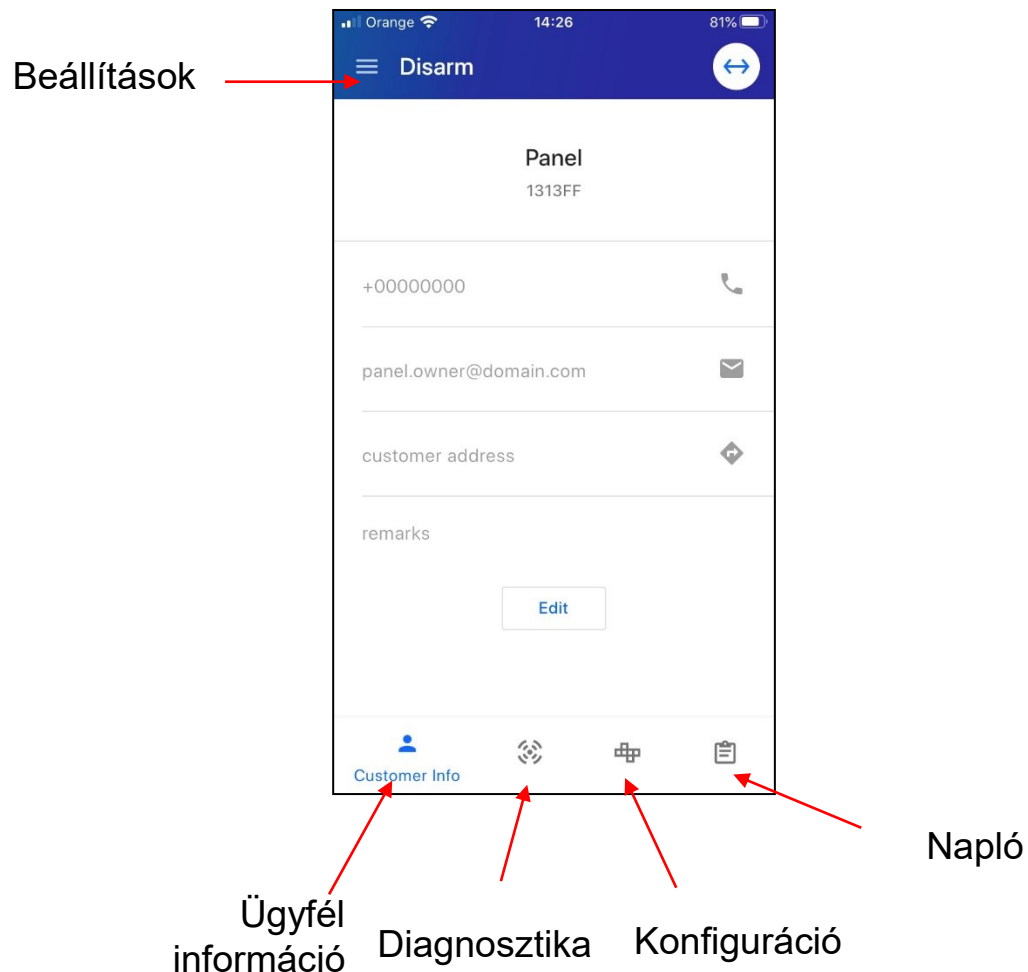 Orange 14:26 81%
Beállítások
Disarm
Panel
1313FF
+00000000
panel.owner@domain.com
customer address
remarks
Edit
Customer Info
Napló
Ügyfél
információ
Diagnosztika
Konfiguráció